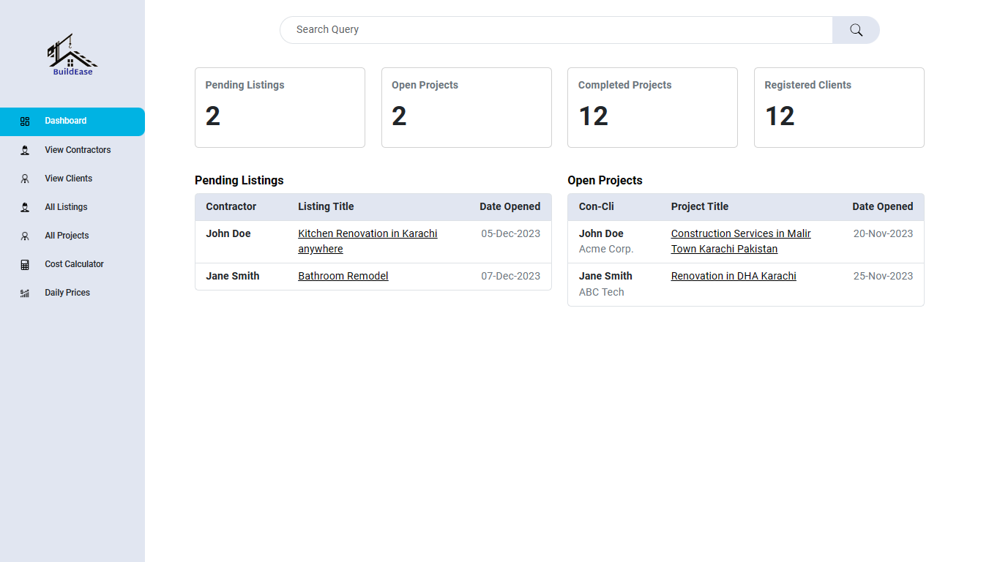 BuildEase
Dashboard
View Contractors
View Clients
All Listings
All Projects
Cost Calculator
Daily Prices
Search Query
Pending Listings
2
Open Projects
2
Completed Projects
12
Registered Clients
12
Pending Listings
Contractor Listing Title Date Opened
John Doe Kitchen Renovation in Karachi 05-Dec-2023
anywhere
Jane Smith Bathroom Remodel 07-Dec-2023
Open Projects
Con-Cli Project Title Date Opened
John Doe Construction Services in Malir 20-Nov-2023
Acme Corp. Town Karachi Pakistan
Jane Smith Renovation in DHA Karachi 25-Nov-2023
ABC Tech